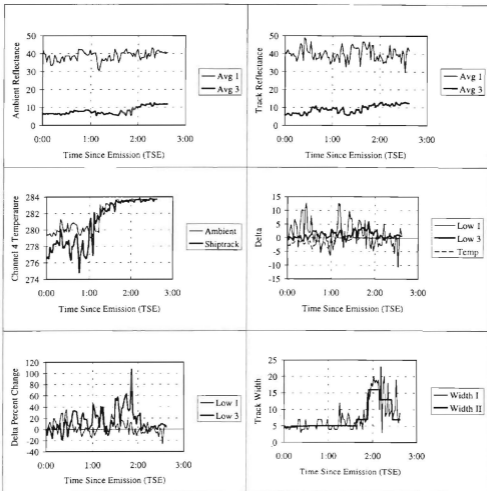 50
40
30
20
10
0
Ambient Reflectance
0:00 1:00 2:00 3:00
Time Since Emission (TSE)
Avg 1
Avg 3
50
40
30
20
10
0
Track Reflectance
0:00 1:00 2:00 3:00
Time Since Emission (TSE)
Avg 1
Avg 3
284
282
280
278
276
274
Channel 4 Temperature
0:00 1:00 2:00 3:00
Time Since Emission (TSE)
Ambient
Shiptrack
15
10
5
0
-5
-10
-15
Delta
0:00 1:00 2:00 3:00
Time Since Emission (TSE)
Low 1
Low 3
Temp
120
100
80
60
40
20
0
-20
-40
Delta Percent Change
0:00 1:00 2:00 3:00
Time Since Emission (TSE)
Low 1
Low 3
25
20
15
10
5
0
Track Width
0:00 1:00 2:00 3:00
Time Since Emission (TSE)
Width I
Width II